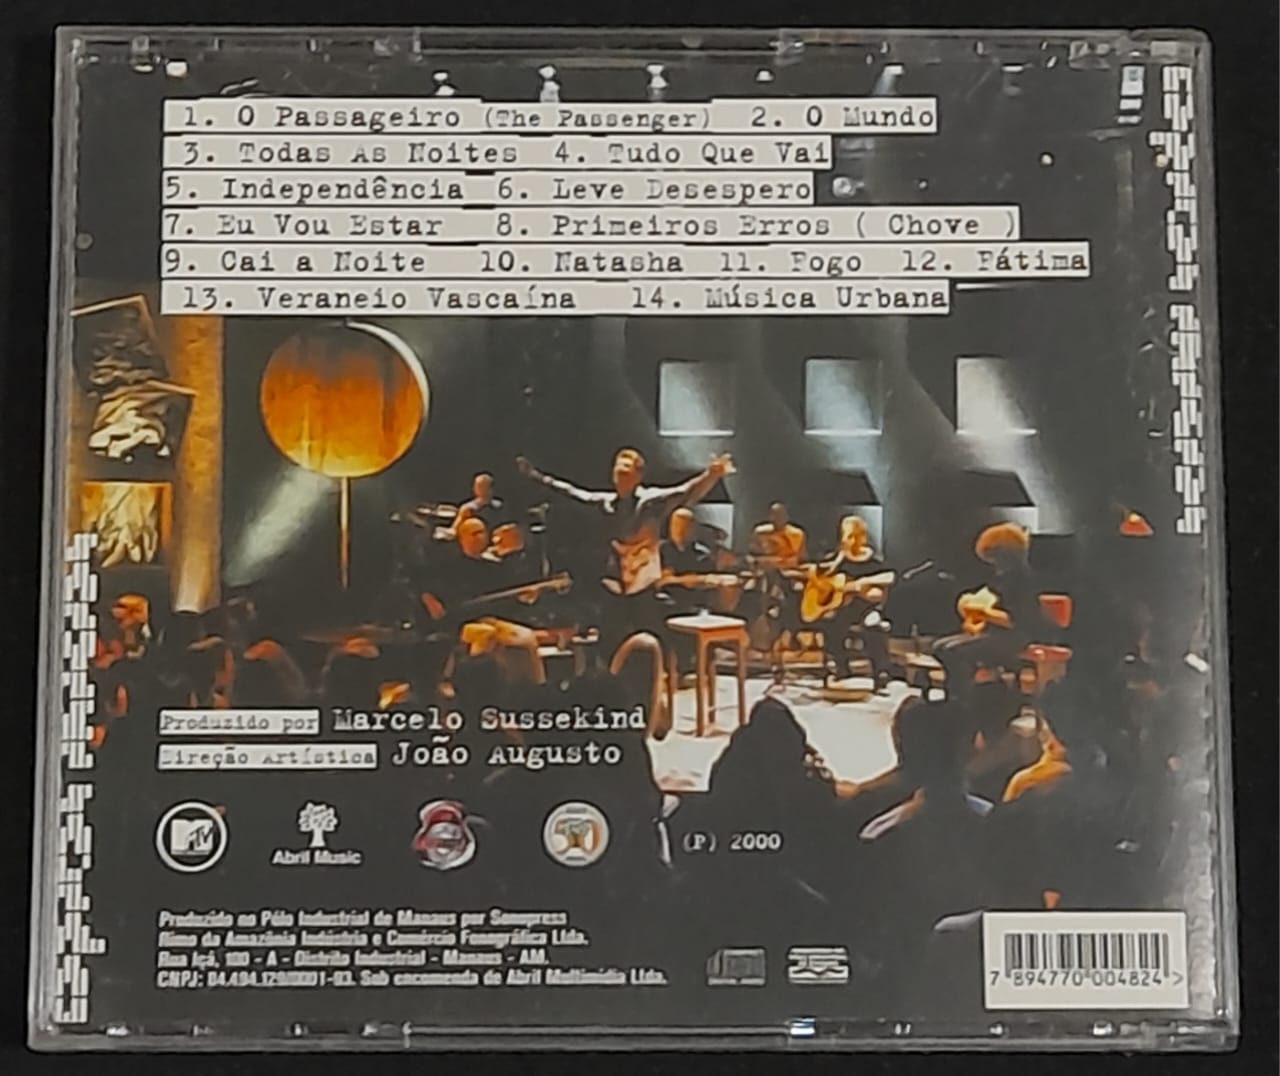 1. O Passageiro (The Passenger) 2. O Mundo
3. Todas As Noites 4. Tudo Que Vai
5. Independência 6. Leve Desespero
7. Eu Vou Estar 8. Primeiros Erros ( Chove )
9. Cai a Noite 10. Natasha 11. Fogo 12. Fátima
13. Veraneio Vascaína 14. Música Urbana
Produzido por Marcelo Sussekind
Direção Artística João Augusto
MTV
Abril Music
(P) 2000
Produzido no Pólo Industrial de Manaus por Sonopress
Rimo da Amazônia Indústria e Comércio Fonográfica Ltda.
Rua Içá, 100 - A - Distrito Industrial - Manaus - AM.
CNPJ: Sob encomenda de Abril Multimídia Ltda.
7 894770 004824 >